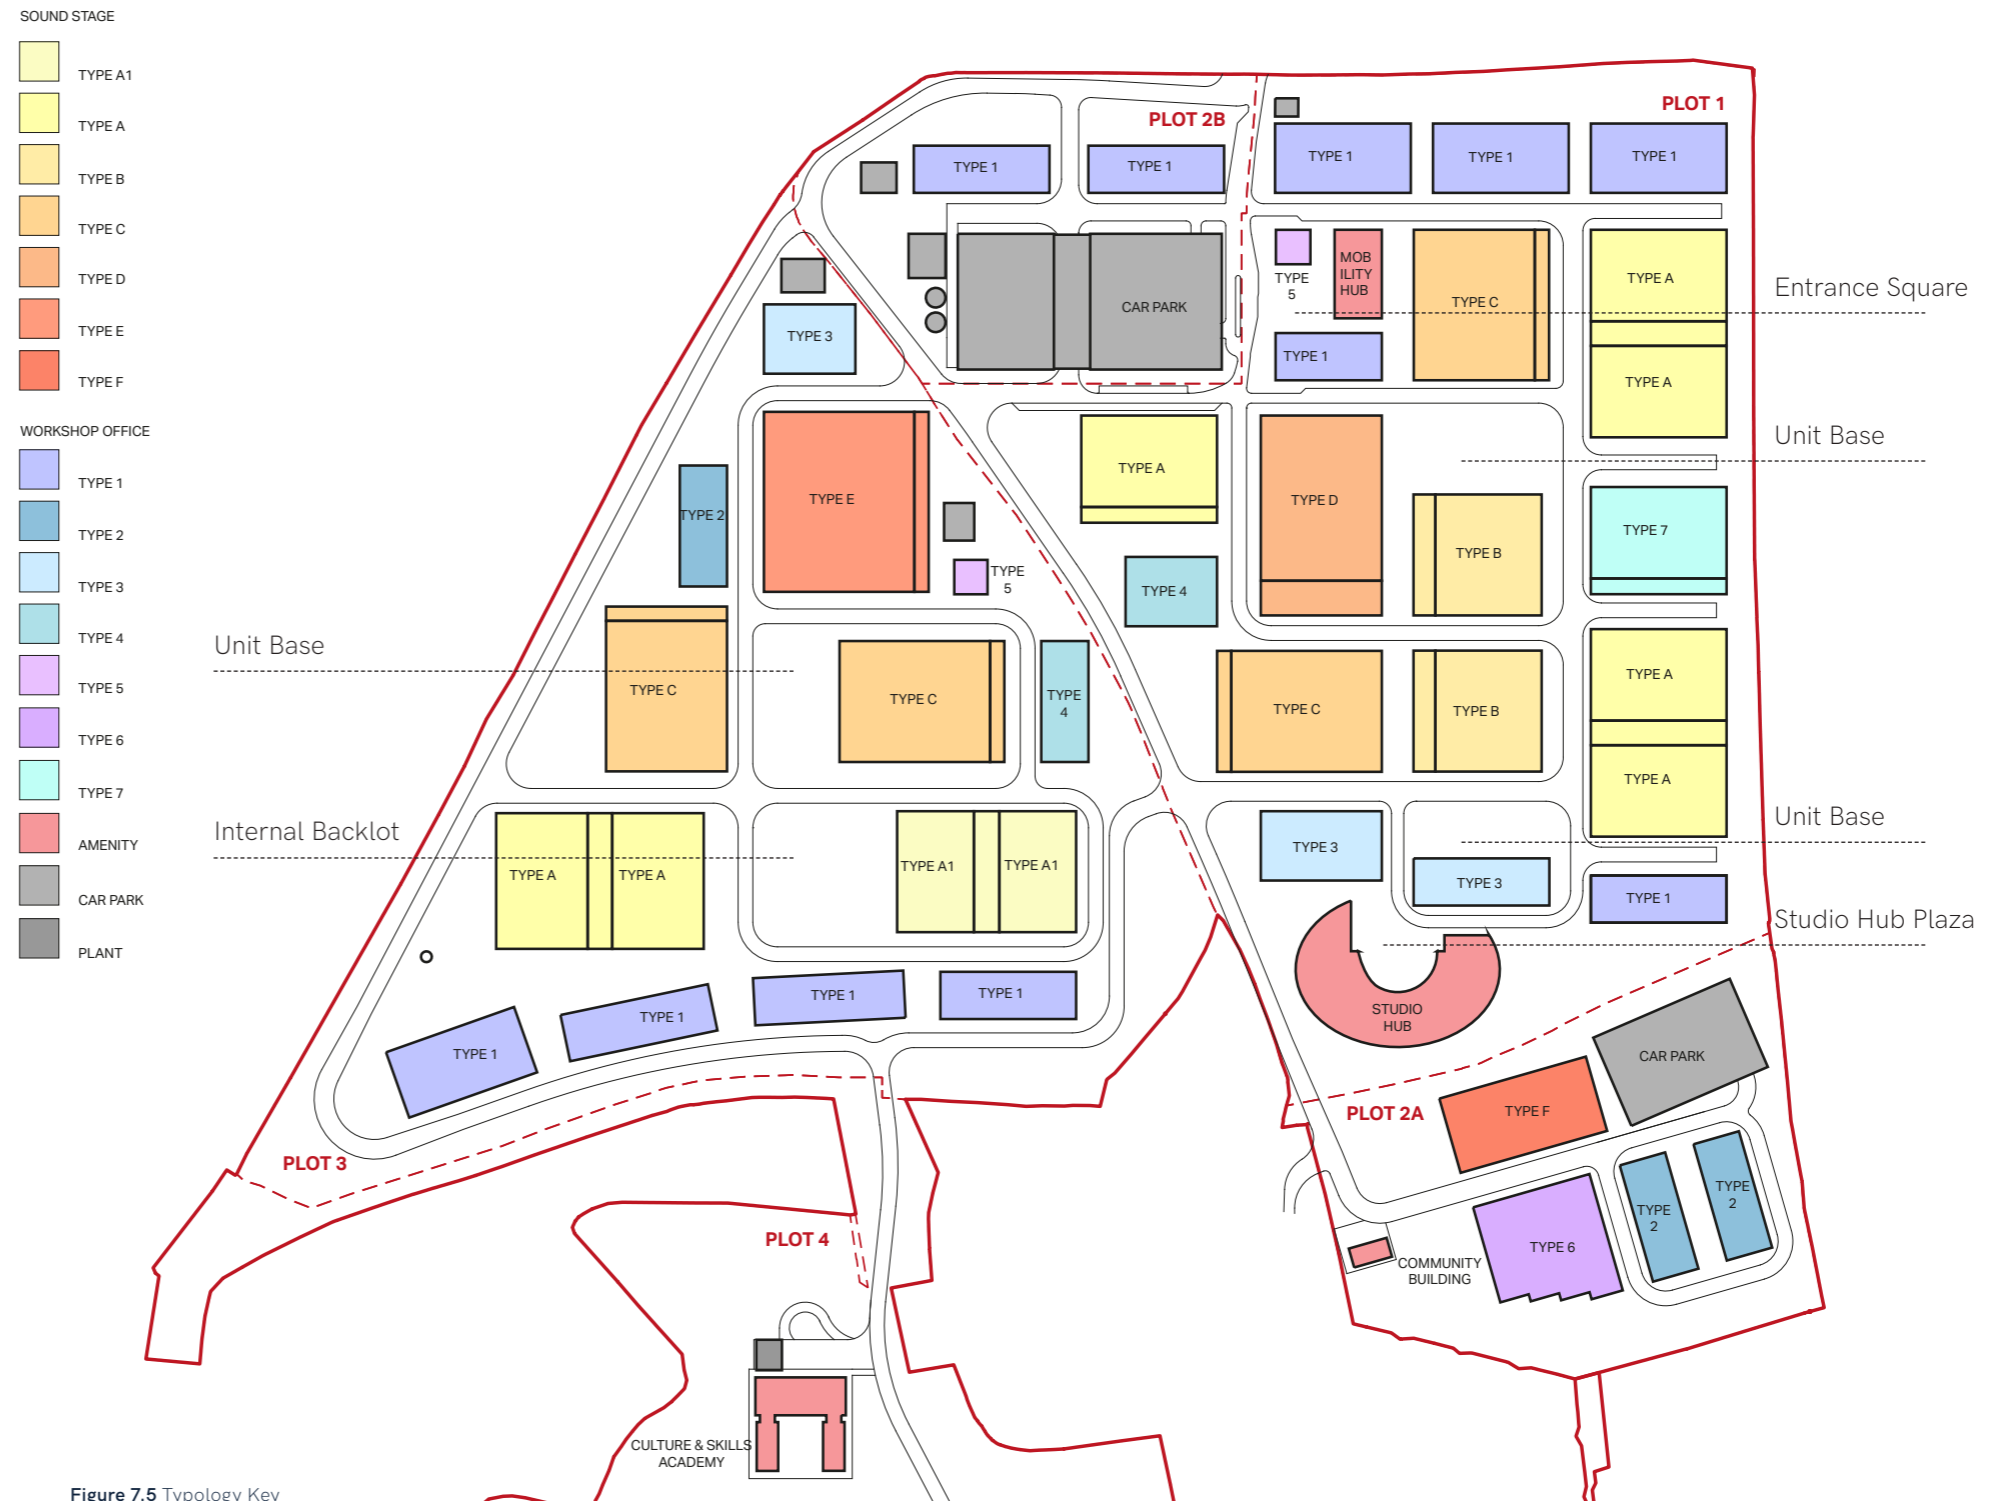 SOUND STAGE
TYPE A1
TYPE A
TYPE B
TYPE C
TYPE D
TYPE E
TYPE F
WORKSHOP OFFICE
TYPE 1
TYPE 2
TYPE 3
TYPE 4
TYPE 5
TYPE 6
TYPE 7
AMENITY
CAR PARK
PLANT
PLOT 2B
PLOT 1
TYPE 1
TYPE 1
TYPE 1
TYPE 1
TYPE 1
TYPE 5
MOB
ILITY
HUB
TYPE C
TYPE A
Entrance Square
CAR PARK
TYPE 3
TYPE 1
TYPE A
Unit Base
TYPE A
TYPE D
TYPE E
TYPE 2
TYPE B
TYPE 7
TYPE
5
TYPE 4
Unit Base
TYPE C
TYPE C
TYPE
4
TYPE C
TYPE B
TYPE A
TYPE A
Internal Backlot
TYPE A
TYPE A
TYPE A1
TYPE A1
TYPE 3
TYPE 3
Unit Base
TYPE 1
Studio Hub Plaza
TYPE 1
TYPE 1
TYPE 1
TYPE 1
STUDIO
HUB
CAR PARK
PLOT 2A
TYPE F
PLOT 3
TYPE
2
TYPE
2
TYPE 6
PLOT 4
COMMUNITY
BUILDING
CULTURE & SKILLS
ACADEMY
Figure 7.5 Typology Key